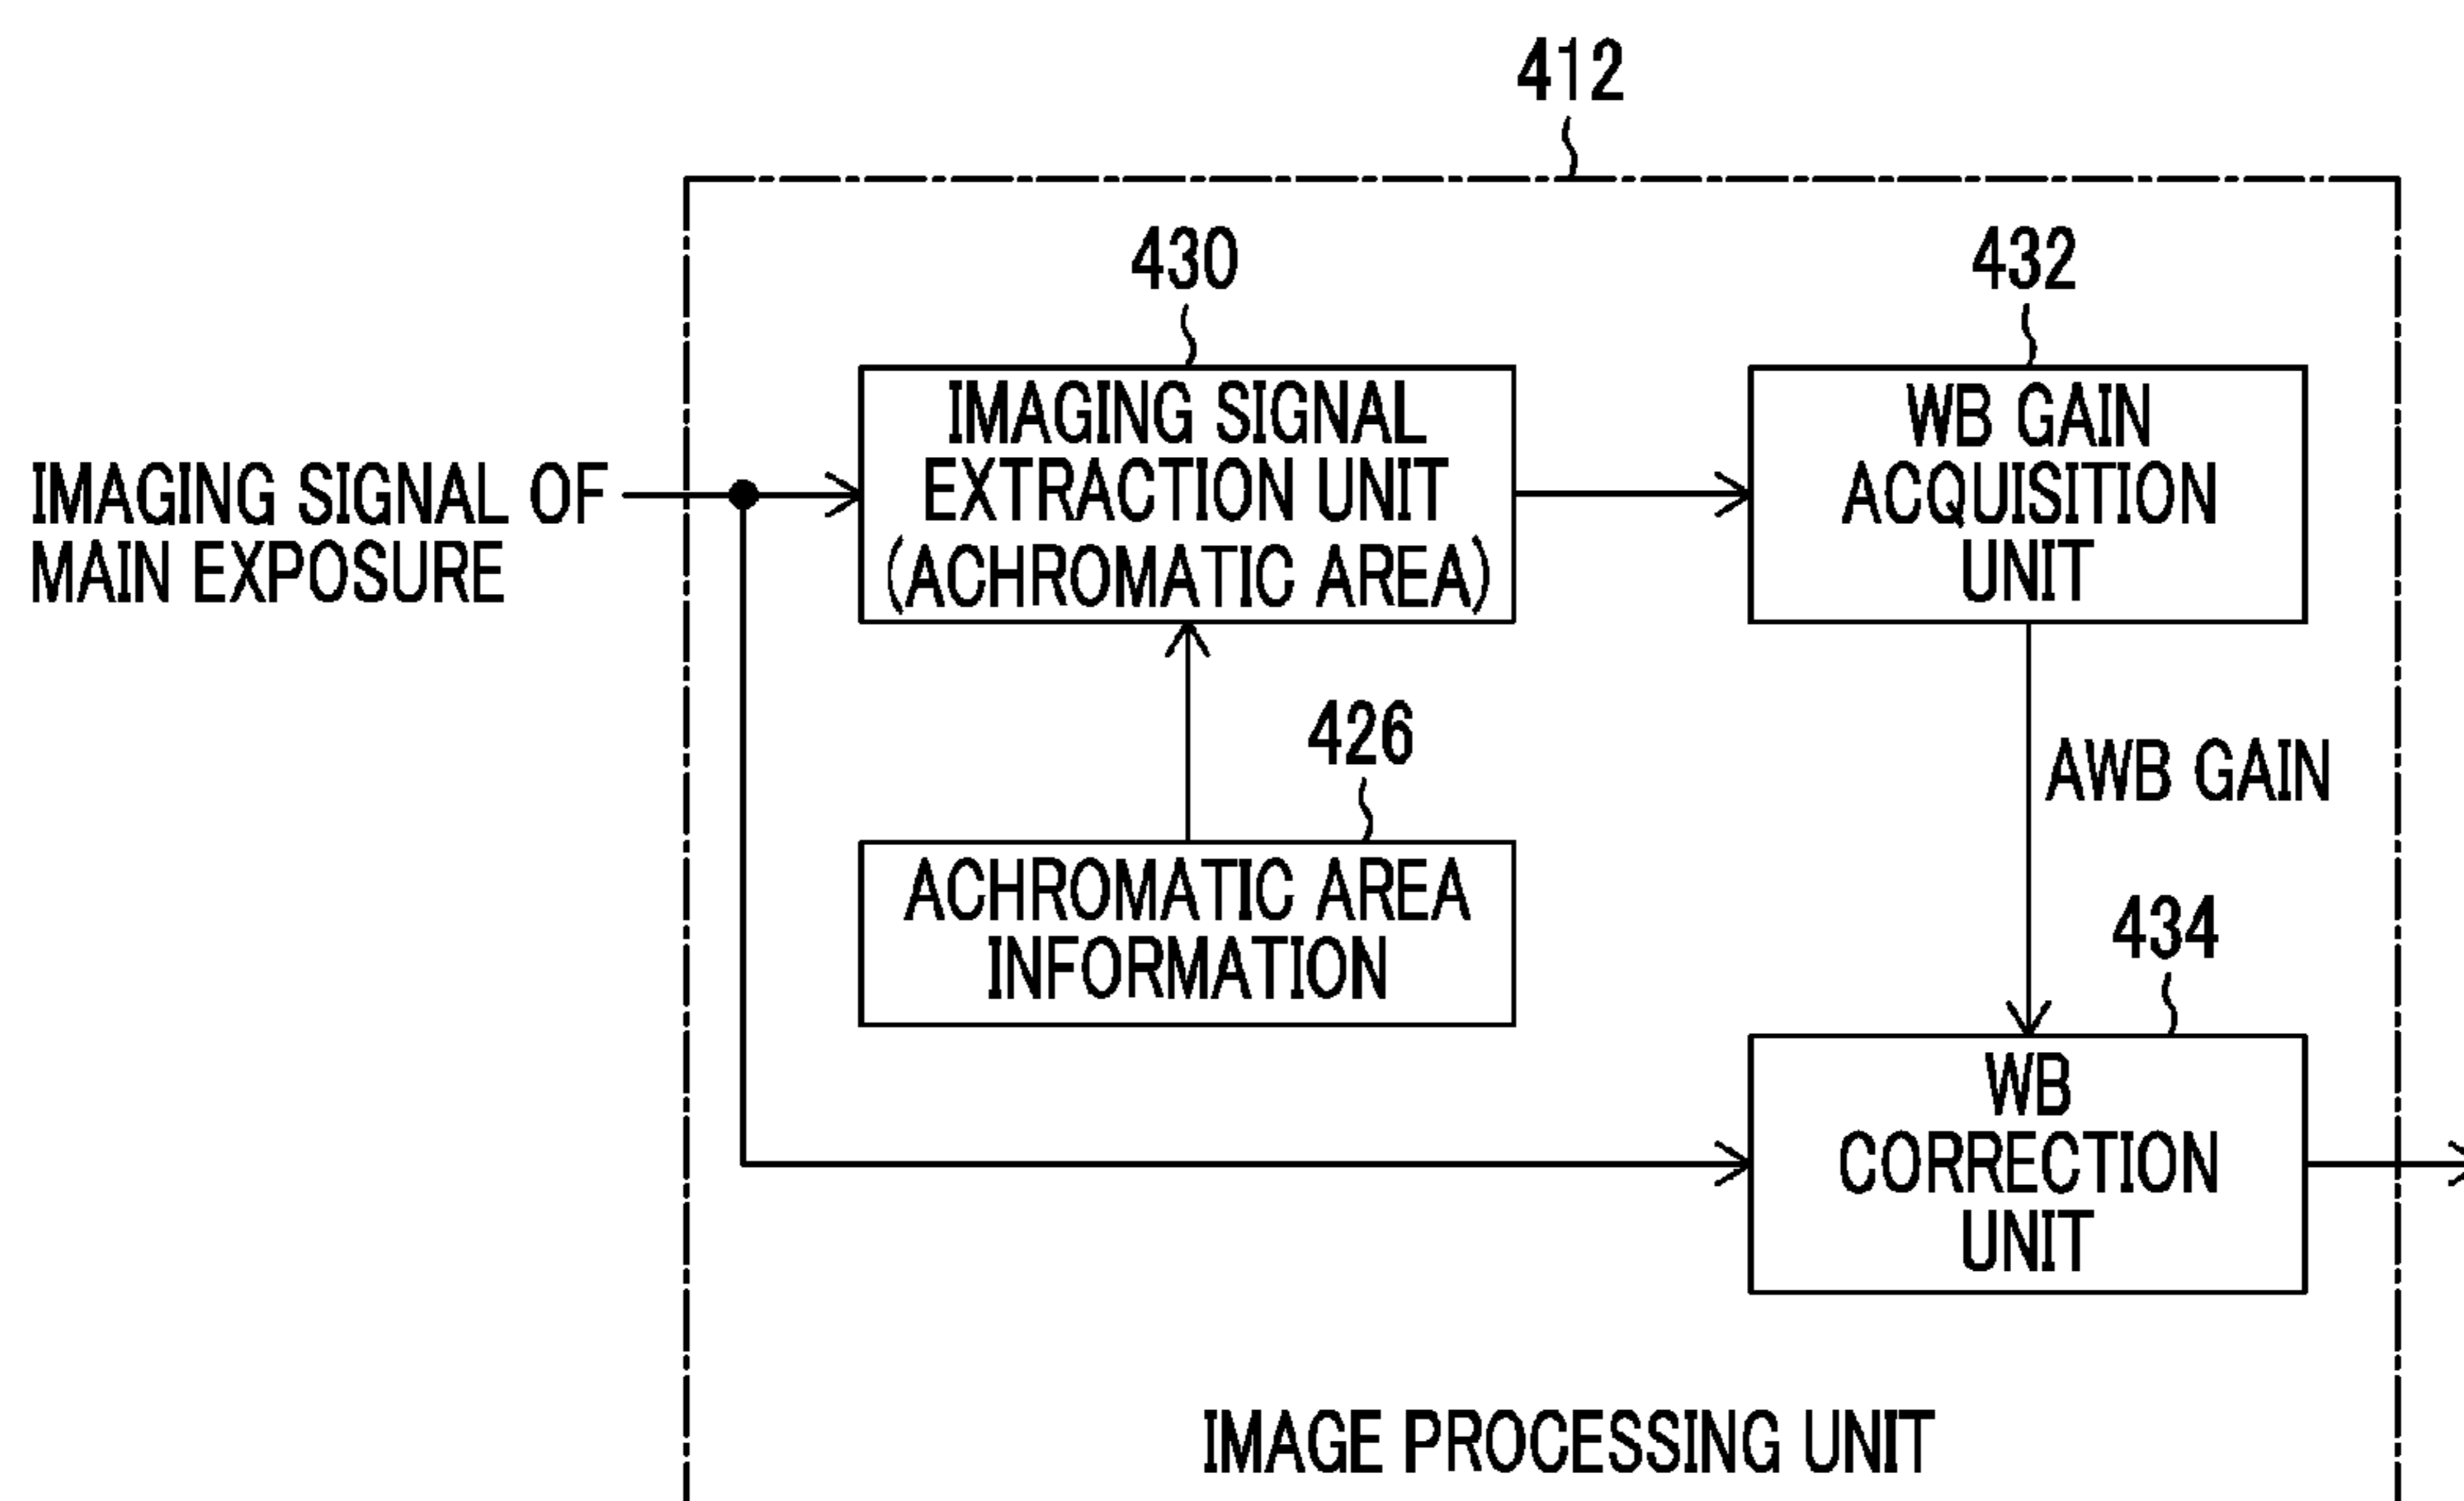 412
430
432
IMAGING SIGNAL OF
MAIN EXPOSURE
IMAGING SIGNAL
EXTRACTION UNIT
(ACHROMATIC AREA)
WB GAIN
ACQUISITION
UNIT
426
AWB GAIN
ACHROMATIC AREA
INFORMATION
434
WB
CORRECTION
UNIT
IMAGE PROCESSING UNIT